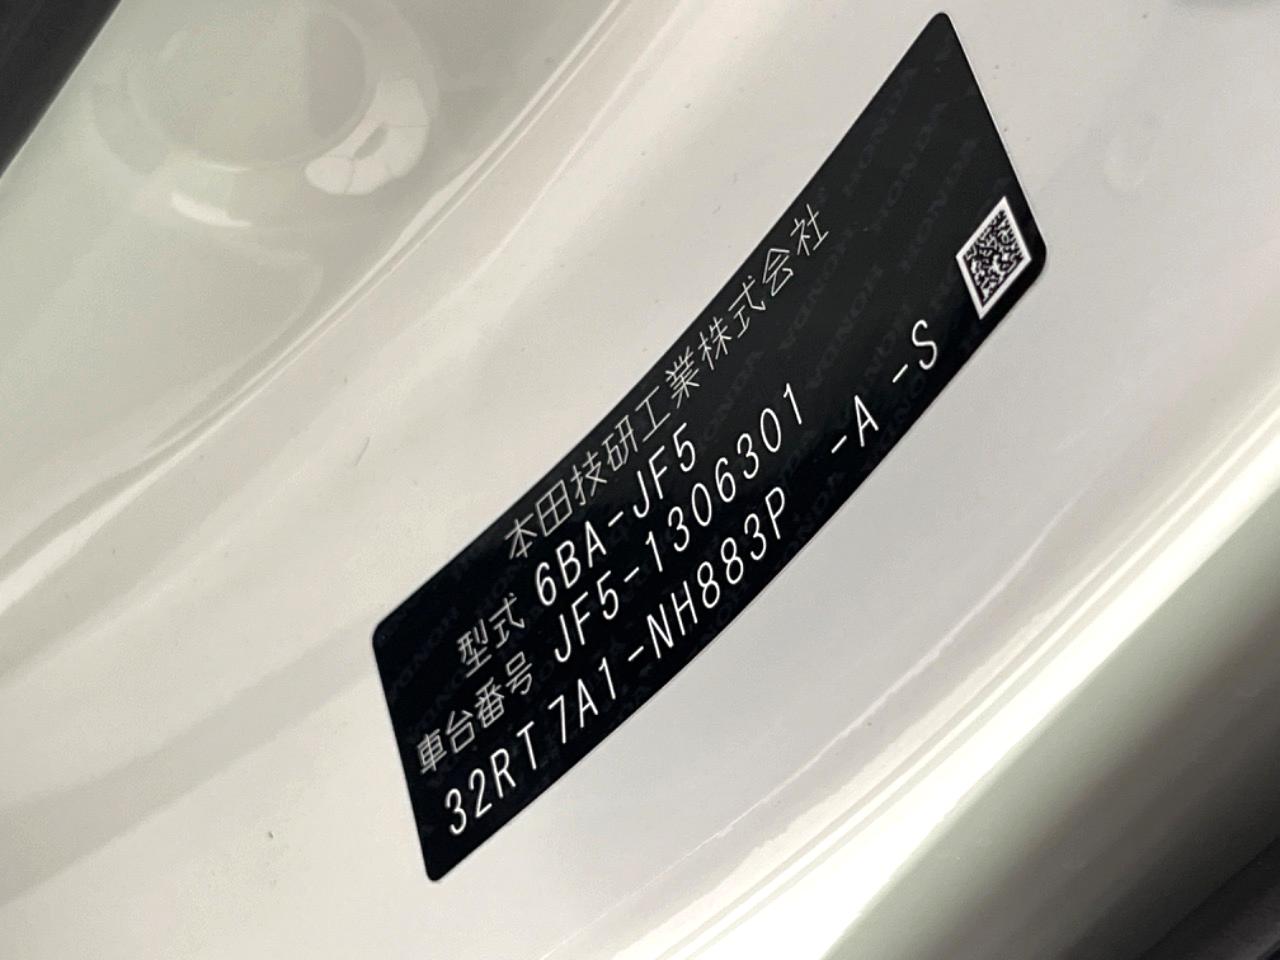 本田技研工業株式会社
型式 6BA-JF5
車台番号 JF5-1306301
32RT7A1-NH883P -A -S